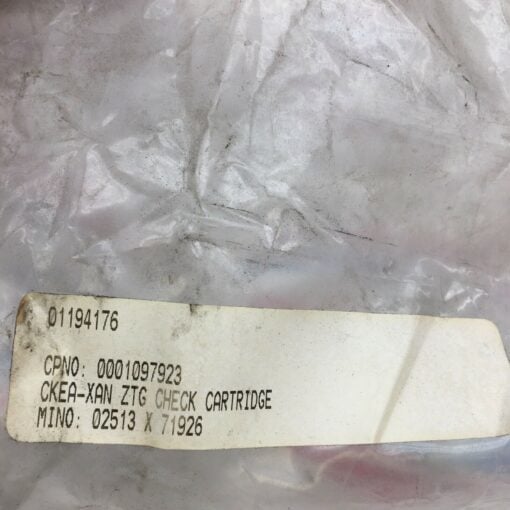 01194176
CPNO: 0001097923
CKEA-XAN ZTG CHECK CARTRIDGE
MINO: 02513 X 71926